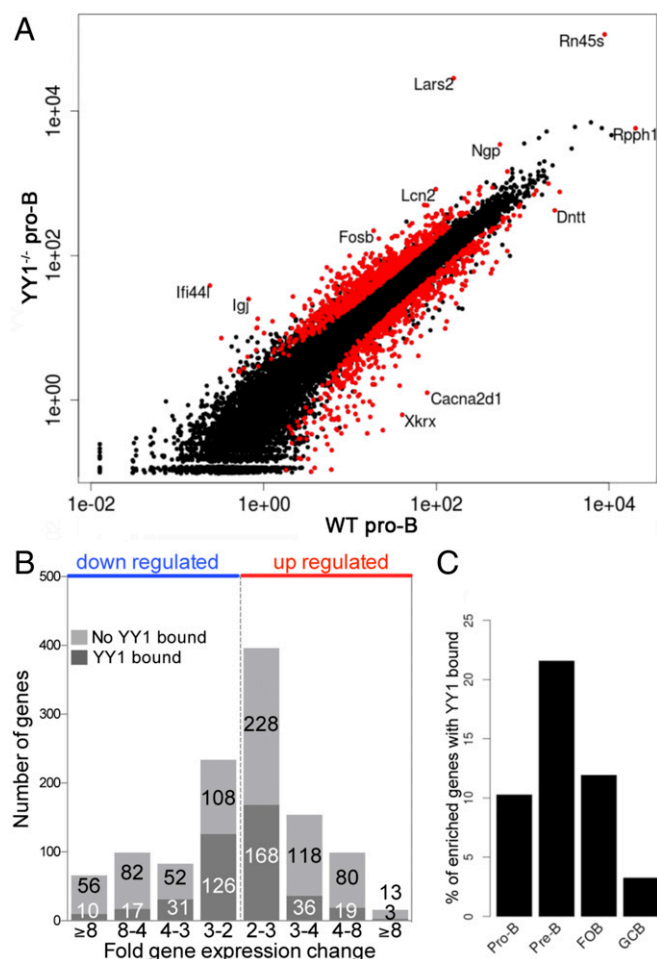 A
YY1-/- pro-B
1e+04
1e+02
1e+00
Rn45s
Lars2
Rpph1
Ngp
Lcn2
Dntt
Fosb
Ifi44l
Igj
Cacna2d1
Xkrx
1e-02
1e+00
1e+02
1e+04
WT pro-B
B
down regulated
up regulated
Number of genes
500
400
300
200
100
0
No YY1 bound
YY1 bound
56
82
52
108
228
118
80
13
10
17
31
126
168
36
19
3
≥8
8-4
4-3
3-2
2-3
3-4
4-8
≥8
Fold gene expression change
C
% of enriched genes with YY1 bound
25
20
15
10
5
0
Pro-B
Pre-B
FOB
GCB